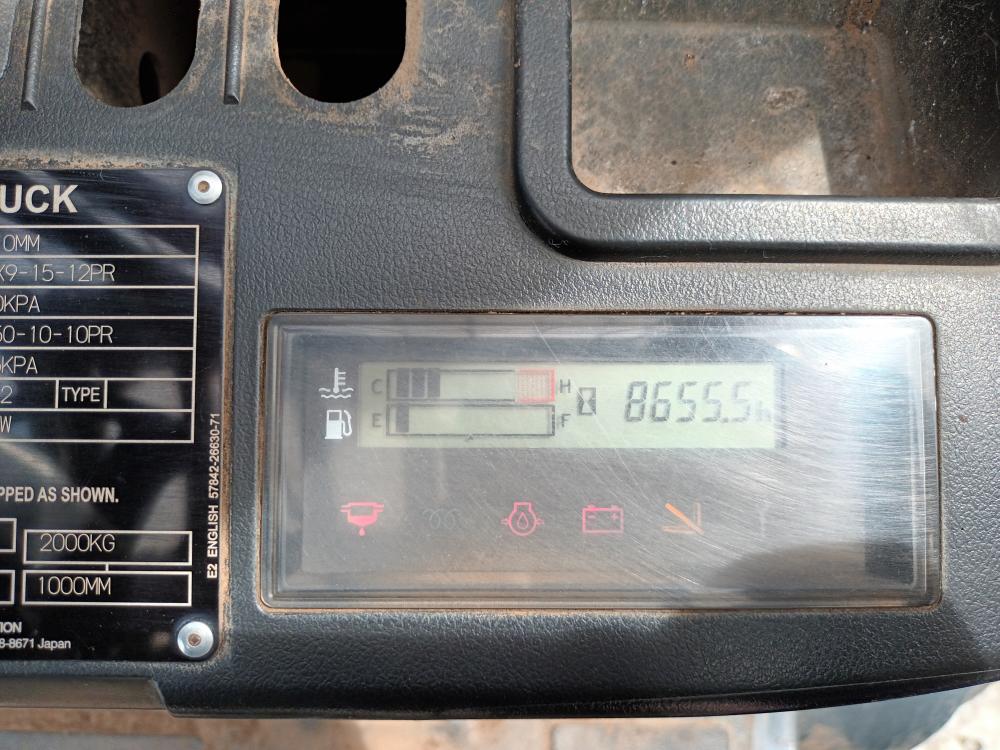 UCK
0MM
X9-15-12PR
0KPA
50-10-10PR
KPA
2 TYPE
W
PPED AS SHOWN.
2000KG
1000MM
TION
8-8671 Japan
E2 ENGLISH 57842-26630-71
C H
E F
8655.5h